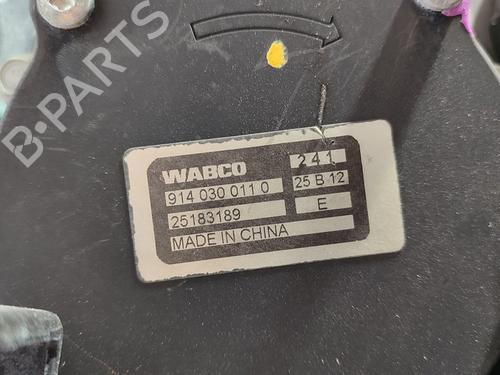 B-PARTS
WABCO 241
914 030 011 0 25 B 12
25183189 E
MADE IN CHINA